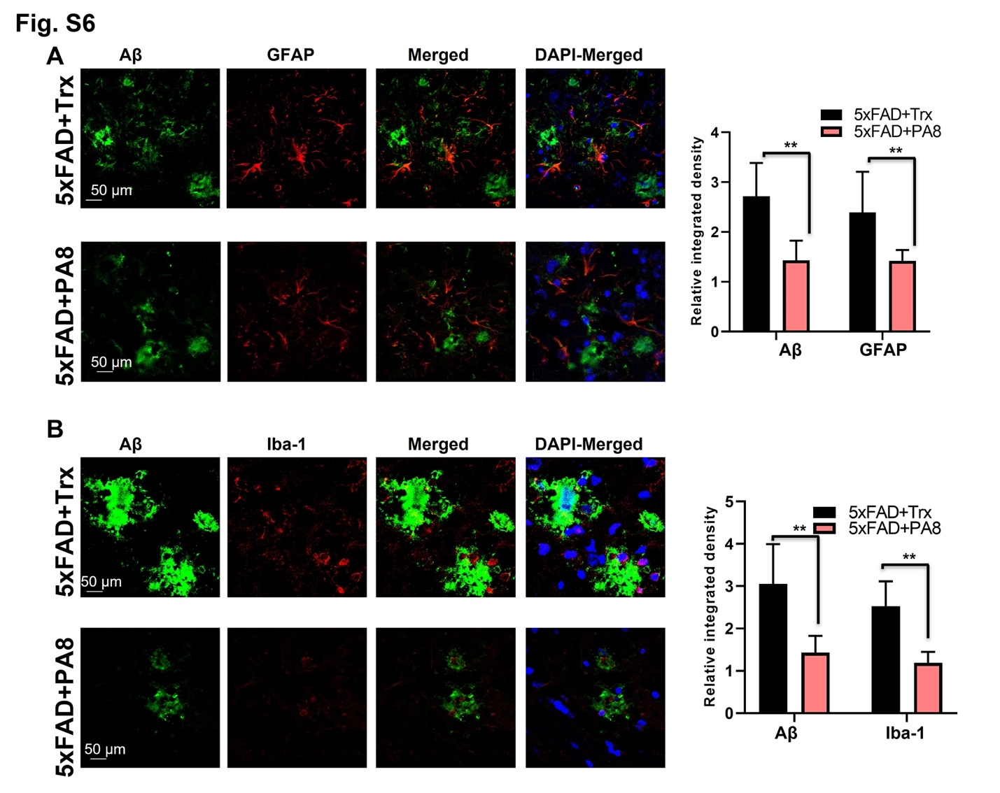 Fig. S6
A
Aβ GFAP Merged DAPI-Merged
5xFAD+Trx
50 µm
5xFAD+PA8
50 µm
5xFAD+Trx
5xFAD+PA8
Relative integrated density
4
3
2
1
0
**
**
Aβ GFAP
B
Aβ Iba-1 Merged DAPI-Merged
5xFAD+Trx
50 µm
5xFAD+PA8
50 µm
5xFAD+Trx
5xFAD+PA8
Relative integrated density
5
4
3
2
1
0
**
**
Aβ Iba-1